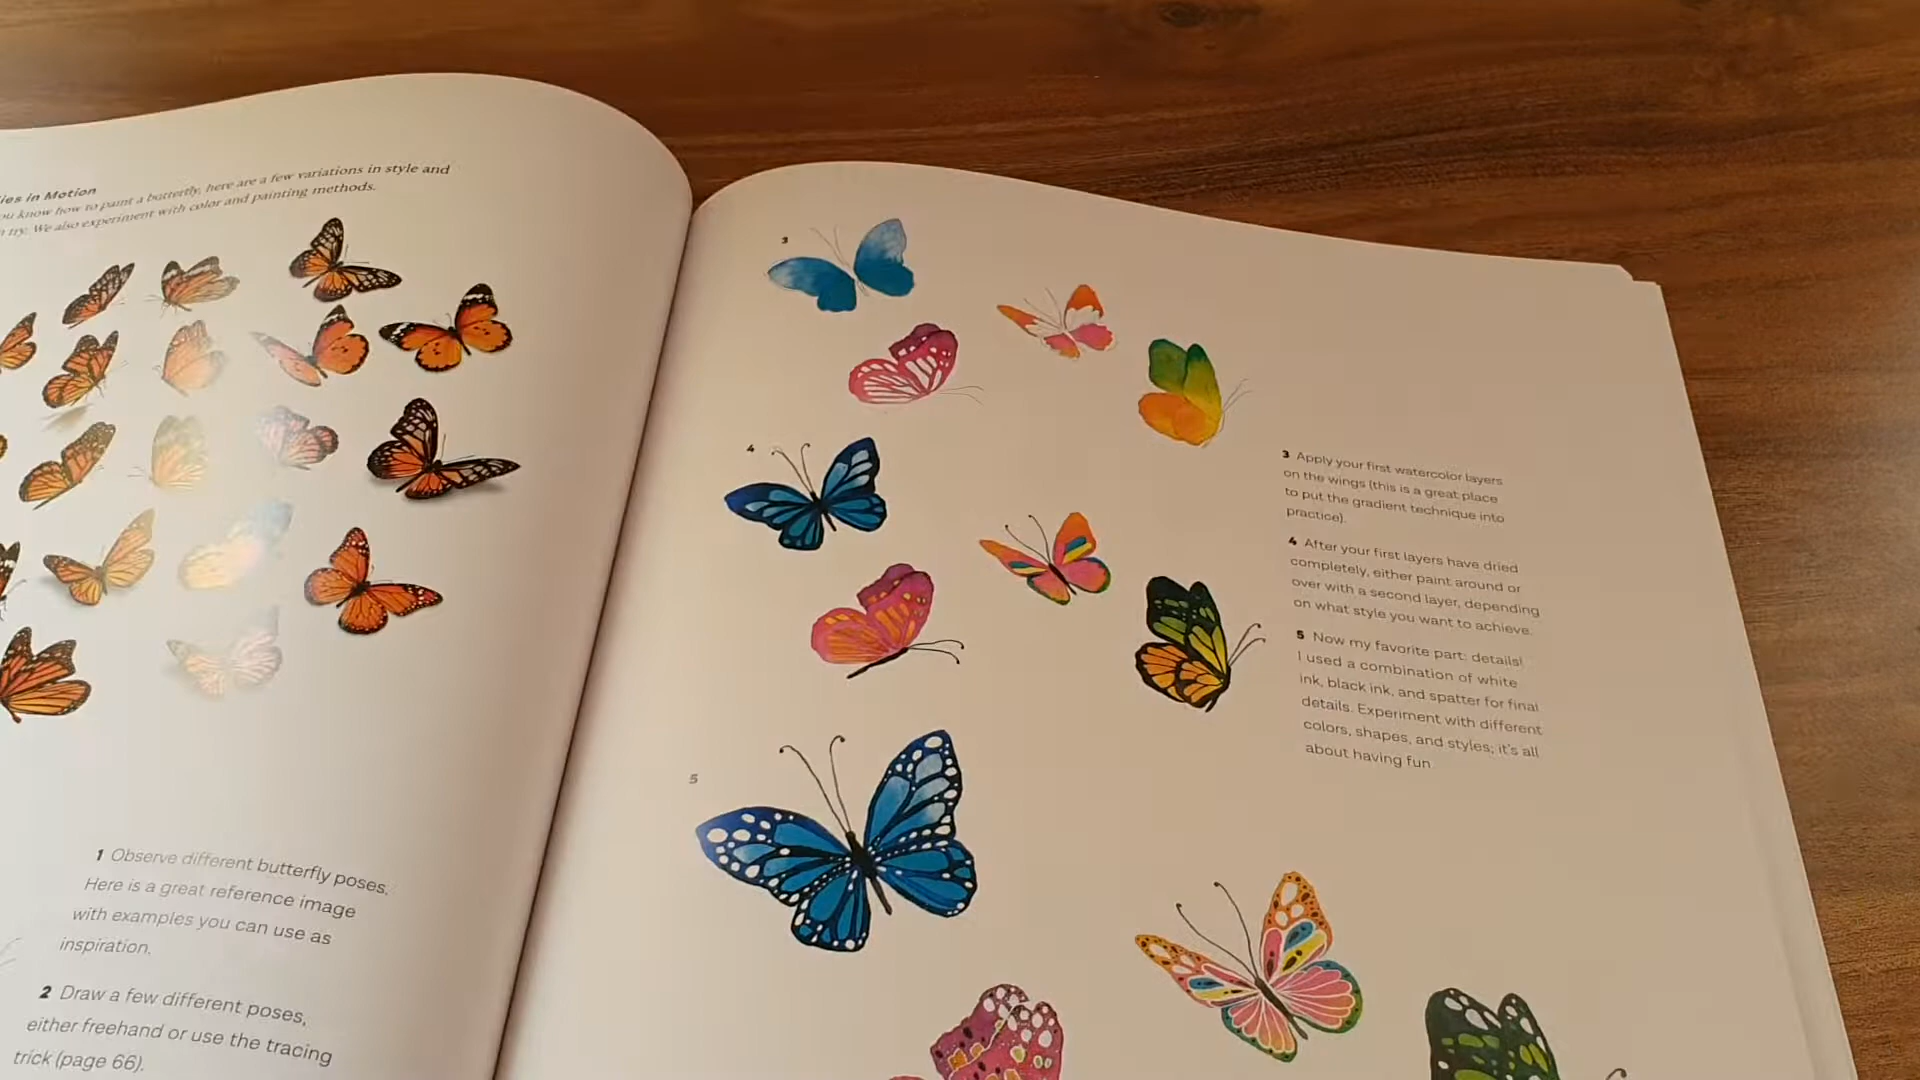 ies in Motion
ou know how to paint a butterfly, here are a few variations in style and
n try. We also experiment with color and painting methods.
1 Observe different butterfly poses.
Here is a great reference image
with examples you can use as
inspiration.
2 Draw a few different poses,
either freehand or use the tracing
trick (page 66).
3
4
5
3 Apply your first watercolor layers
on the wings (this is a great place
to put the gradient technique into
practice).
4 After your first layers have dried
completely, either paint around or
over with a second layer, depending
on what style you want to achieve.
5 Now my favorite part: details!
I used a combination of white
ink, black ink, and spatter for final
details. Experiment with different
colors, shapes, and styles; it's all
about having fun